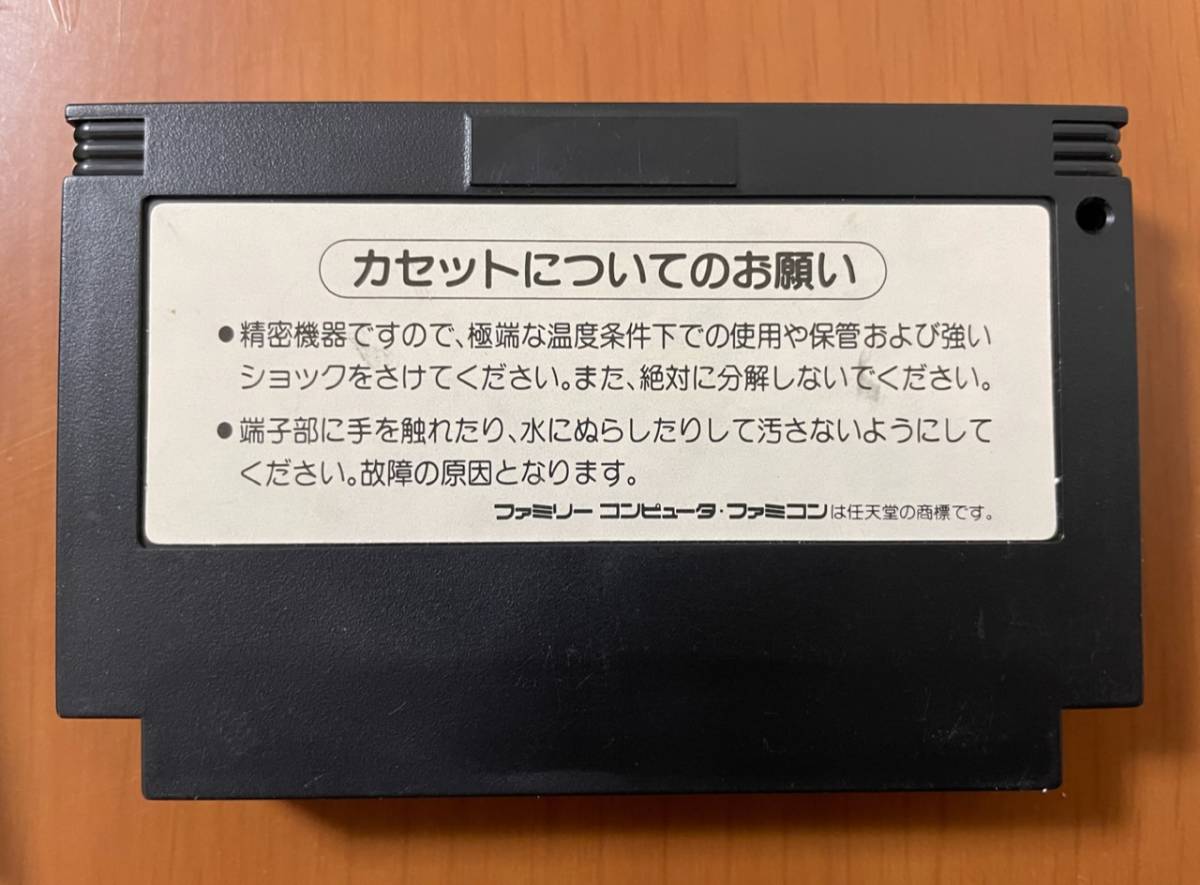 カセットについてのお願い
●精密機器ですので、極端な温度条件下での使用や保管および強い
ショックをさけてください。また、絶対に分解しないでください。
●端子部に手を触れたり、水にぬらしたりして汚さないようにして
ください。故障の原因となります。
ファミリー コンピュータ・ファミコンは任天堂の商標です。